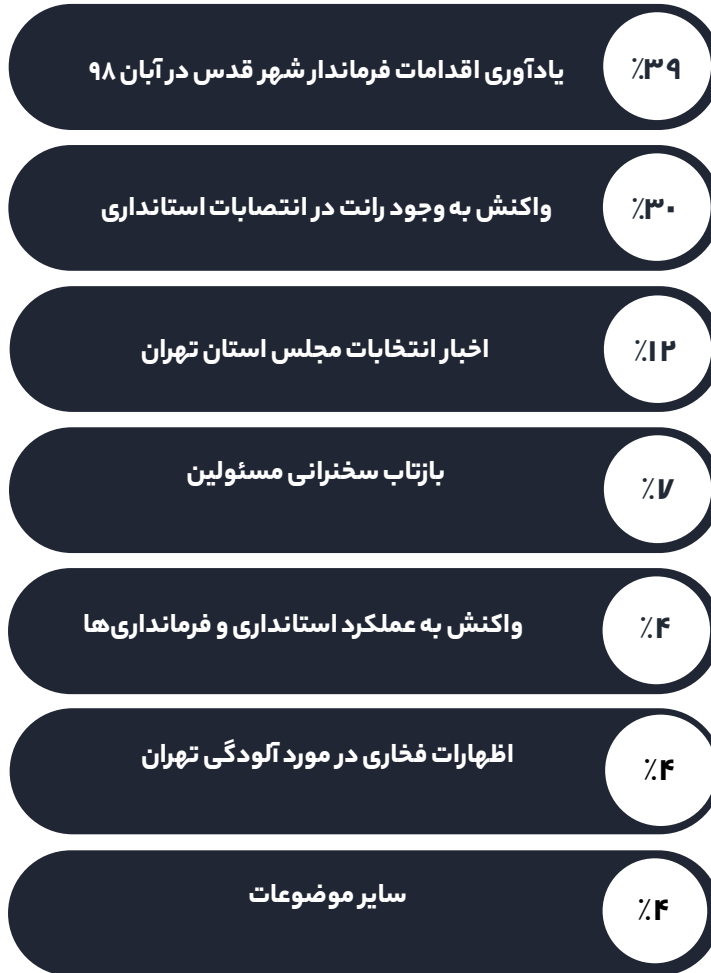 ٪۳۹
یادآوری اقدامات فرماندار شهر قدس در آبان ۹۸
٪۳۰
واکنش به وجود رانت در انتصابات استانداری
٪۱۲
اخبار انتخابات مجلس استان تهران
٪۷
بازتاب سخنرانی مسئولین
٪۴
واکنش به عملکرد استانداری و فرمانداری‌ها
٪۴
اظهارات فخاری در مورد آلودگی تهران
٪۴
سایر موضوعات